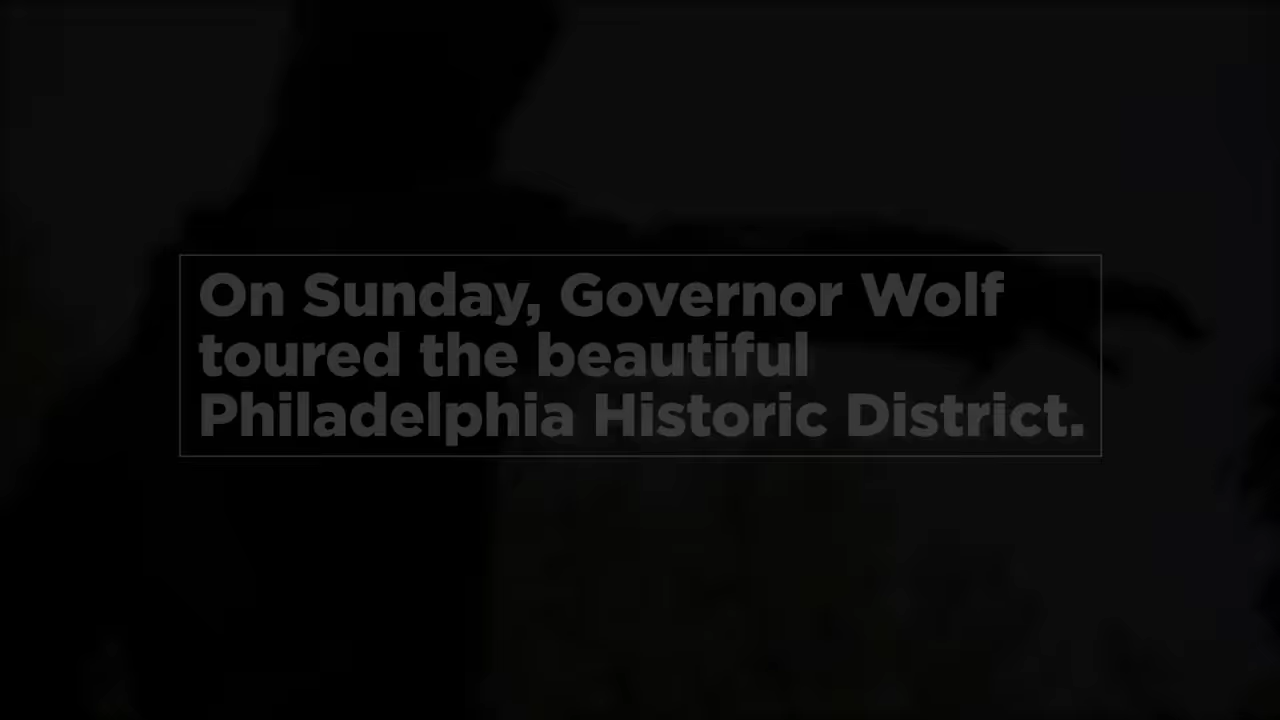 On Sunday, Governor Wolf
toured the beautiful
Philadelphia Historic District.